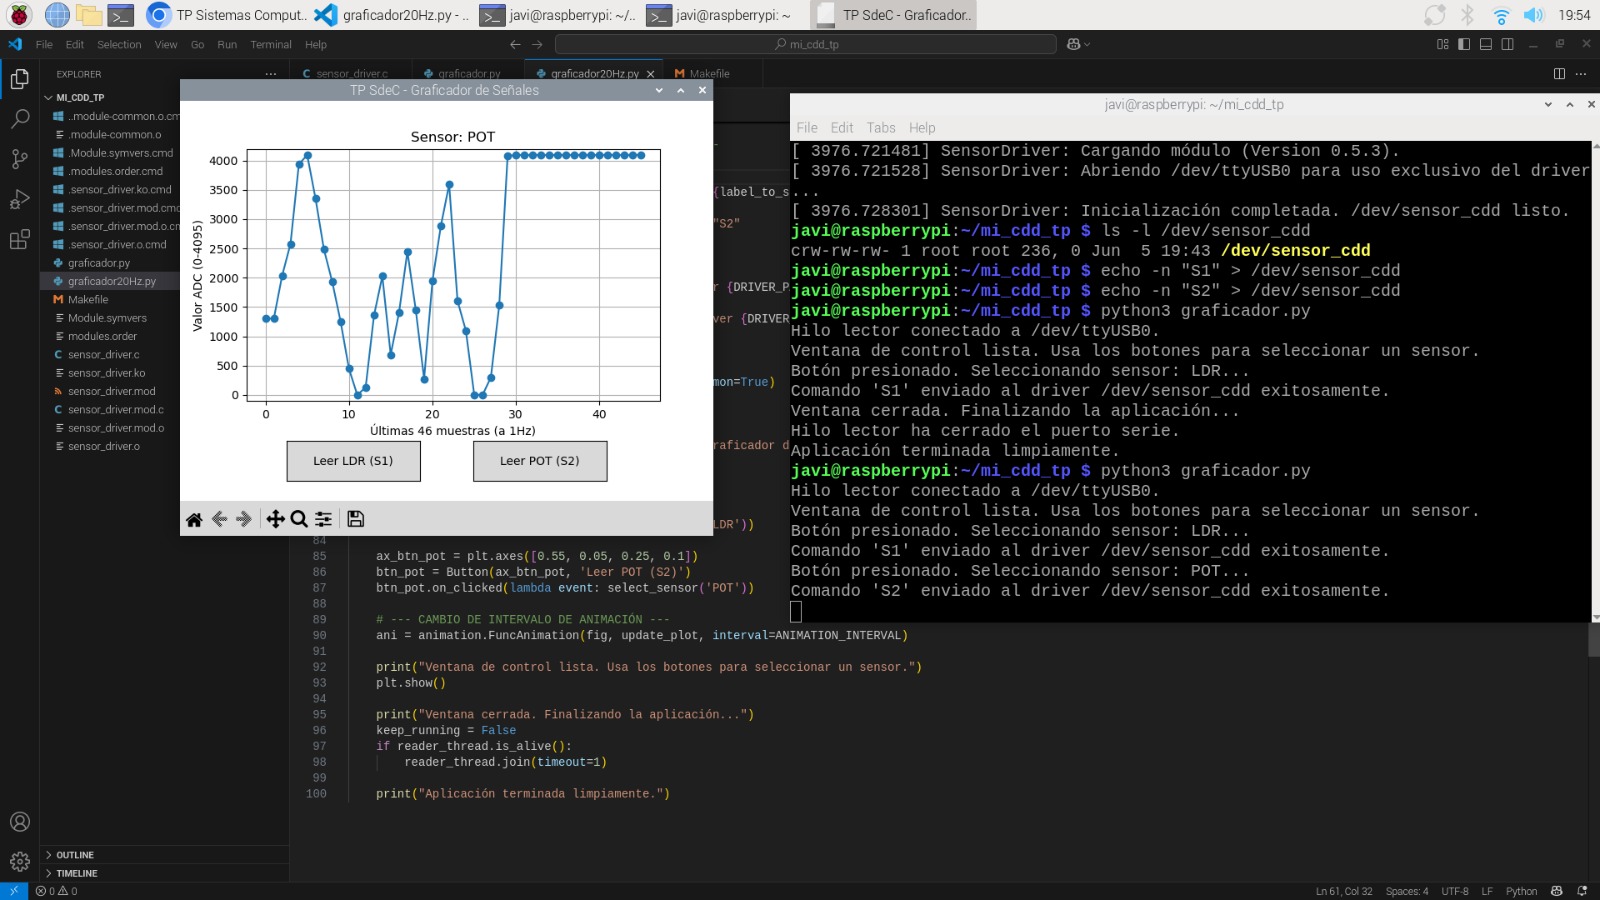 TP Sistemas Comput..
graficador20Hz.py - ..
javi@raspberrypi: ~/..
javi@raspberrypi: ~
TP SdeC - Graficador..
19:54
File Edit Selection View Go Run Terminal Help
mi_cdd_tp
EXPLORER
MI_CDD_TP
..module-common.o.cm
.module-common.o
.Module.symvers.cmd
.modules.order.cmd
.sensor_driver.ko.cmd
.sensor_driver.mod.cmd
.sensor_driver.mod.o.cn
.sensor_driver.o.cmd
graficador.py
graficador20Hz.py
Makefile
Module.symvers
modules.order
sensor_driver.c
sensor_driver.ko
sensor_driver.mod
sensor_driver.mod.c
sensor_driver.mod.o
sensor_driver.o
OUTLINE
TIMELINE
sensor_driver.c
graficador.py
graficador20Hz.py
Makefile
TP SdeC - Graficador de Señales
Sensor: POT
Valor ADC (0-4095)
4000
3500
3000
2500
2000
1500
1000
500
0
0 10 20 30 40
Últimas 46 muestras (a 1Hz)
Leer LDR (S1)
Leer POT (S2)
{label_to_s
"S2"
r {DRIVER_P
ver {DRIVER
mon=True)
raficador d
LDR'))
84
85 ax_btn_pot = plt.axes([0.55, 0.05, 0.25, 0.1])
86 btn_pot = Button(ax_btn_pot, 'Leer POT (S2)')
87 btn_pot.on_clicked(lambda event: select_sensor('POT'))
88
89 # --- CAMBIO DE INTERVALO DE ANIMACIÓN ---
90 ani = animation.FuncAnimation(fig, update_plot, interval=ANIMATION_INTERVAL)
91
92 print("Ventana de control lista. Usa los botones para seleccionar un sensor.")
93 plt.show()
94
95 print("Ventana cerrada. Finalizando la aplicación...")
96 keep_running = False
97 if reader_thread.is_alive():
98 reader_thread.join(timeout=1)
99
100 print("Aplicación terminada limpiamente.")
javi@raspberrypi: ~/mi_cdd_tp
File Edit Tabs Help
[ 3976.721481] SensorDriver: Cargando módulo (Version 0.5.3).
[ 3976.721528] SensorDriver: Abriendo /dev/ttyUSB0 para uso exclusivo del driver
...
[ 3976.728301] SensorDriver: Inicialización completada. /dev/sensor_cdd listo.
javi@raspberrypi:~/mi_cdd_tp $ ls -l /dev/sensor_cdd
crw-rw-rw- 1 root root 236, 0 Jun  5 19:43 /dev/sensor_cdd
javi@raspberrypi:~/mi_cdd_tp $ echo -n "S1" > /dev/sensor_cdd
javi@raspberrypi:~/mi_cdd_tp $ echo -n "S2" > /dev/sensor_cdd
javi@raspberrypi:~/mi_cdd_tp $ python3 graficador.py
Hilo lector conectado a /dev/ttyUSB0.
Ventana de control lista. Usa los botones para seleccionar un sensor.
Botón presionado. Seleccionando sensor: LDR...
Comando 'S1' enviado al driver /dev/sensor_cdd exitosamente.
Ventana cerrada. Finalizando la aplicación...
Hilo lector ha cerrado el puerto serie.
Aplicación terminada limpiamente.
javi@raspberrypi:~/mi_cdd_tp $ python3 graficador.py
Hilo lector conectado a /dev/ttyUSB0.
Ventana de control lista. Usa los botones para seleccionar un sensor.
Botón presionado. Seleccionando sensor: LDR...
Comando 'S1' enviado al driver /dev/sensor_cdd exitosamente.
Botón presionado. Seleccionando sensor: POT...
Comando 'S2' enviado al driver /dev/sensor_cdd exitosamente.
0 0
Ln 61, Col 32 Spaces: 4 UTF-8 LF Python